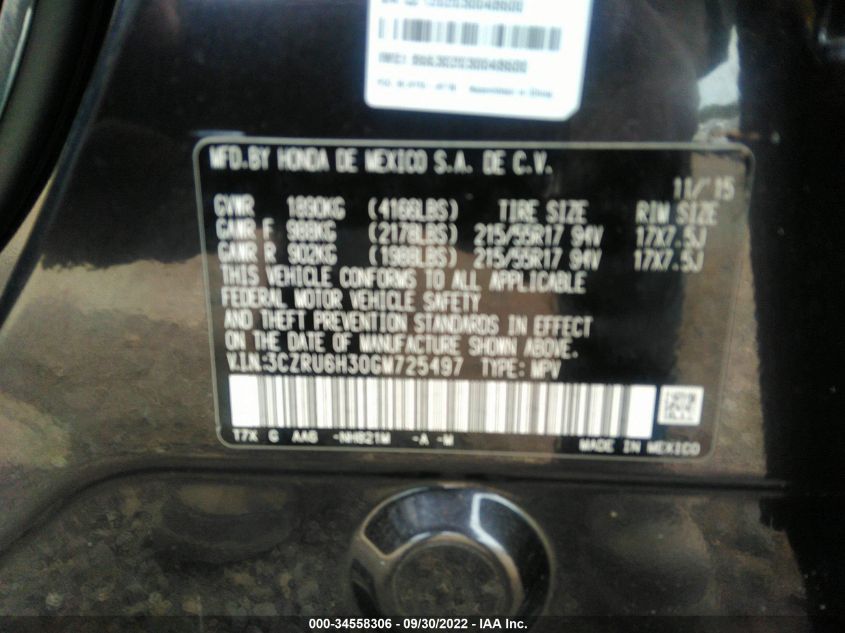 MFD.BY HONDA DE MEXICO S.A. DE C.V.
11/'15
GVWR 1890KG (4166LBS) TIRE SIZE RIM SIZE
GAWR F 988KG (2178LBS) 215/55R17 94V 17X7.5J
GAWR R 902KG (1988LBS) 215/55R17 94V 17X7.5J
THIS VEHICLE CONFORMS TO ALL APPLICABLE
FEDERAL MOTOR VEHICLE SAFETY
AND THEFT PREVENTION STANDARDS IN EFFECT
ON THE DATE OF MANUFACTURE SHOWN ABOVE.
V.IN:3CZRU6H30GM725497 TYPE: MPV
T7X G AA6 -NH821M -A -M
MADE IN MEXICO
000-34558306 - 09/30/2022 - IAA Inc.